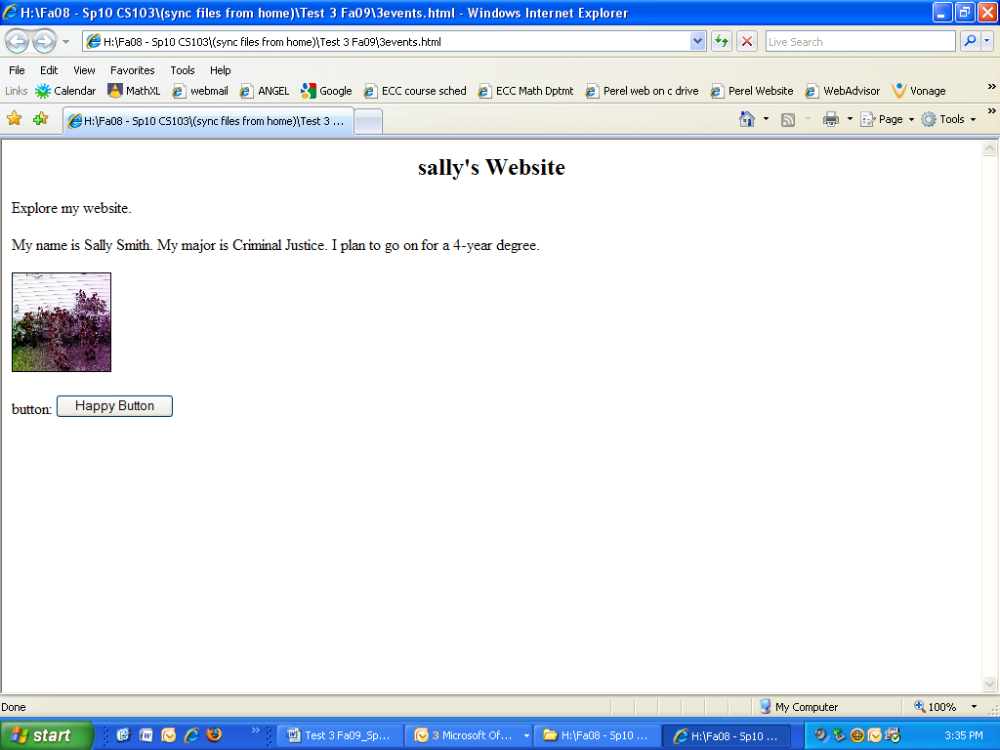 H:\Fa08 - Sp10 CS103\(sync files from home)\Test 3 Fa09\3events.html - Windows Internet Explorer
H:\Fa08 - Sp10 CS103\(sync files from home)\Test 3 Fa09\3events.html Live Search
File Edit View Favorites Tools Help
Links Calendar MathXL webmail ANGEL Google ECC course sched ECC Math Dptmt Perel web on c drive Perel Website WebAdvisor Vonage »
H:\Fa08 - Sp10 CS103\(sync files from home)\Test 3 ... Page Tools »
sally's Website
Explore my website.
My name is Sally Smith. My major is Criminal Justice. I plan to go on for a 4-year degree.
button: Happy Button
Done My Computer 100%
start » Test 3 Fa09_Sp... 3 Microsoft Of... H:\Fa08 - Sp10 ... H:\Fa08 - Sp10 ... 3:35 PM